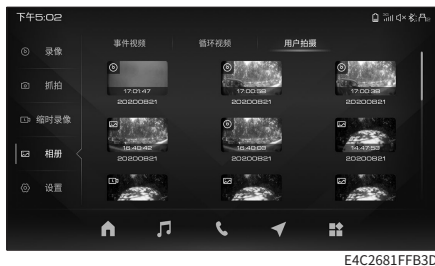 下午5:02
录像
抓拍
缩时录像
相册
设置
事件视频
循环视频
用户拍摄
17:01:47
17:00:58
17:00:38
20200821
20200821
20200821
16:40:42
16:40:03
14:47:53
20200821
20200821
20200821
E4C2681FFB3D